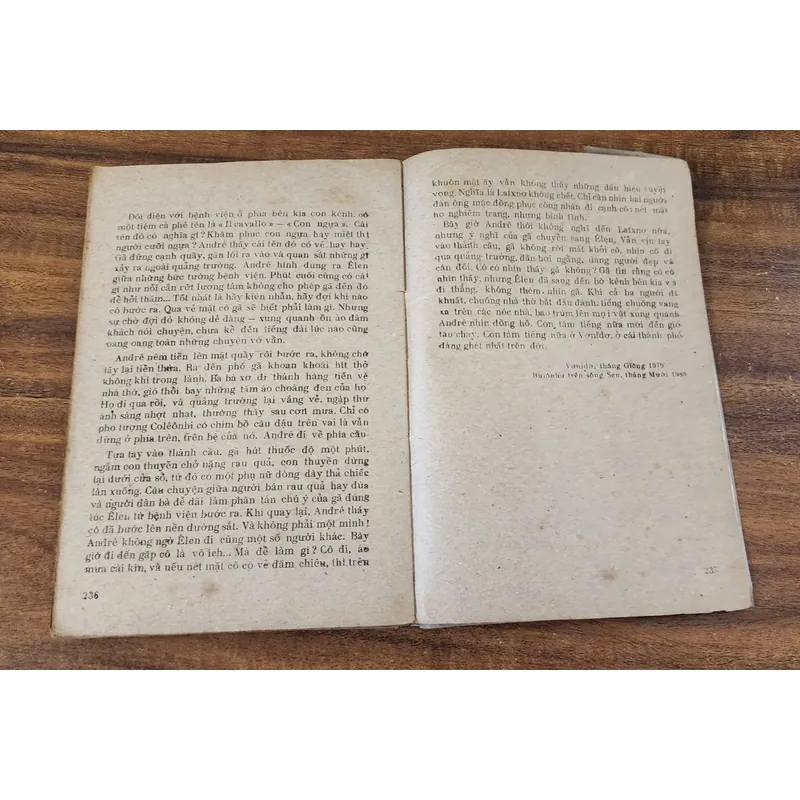 Đối diện với bệnh viện ở phía bên kia con kênh, có
một tiệm cà phê tên là « Il cavallo » — « Con ngựa ». Cái
tên đó có nghĩa gì ? Khâm phục con ngựa hay miệt thị
người cưỡi ngựa ? André thấy cái tên đó có vẻ hay hay.
Gã đứng cạnh quầy, gần lối ra vào và quan sát những gì
xảy ra ngoài quảng trường. André hình dung ra Êlen
giữa những bức tường bệnh viện. Phút cuối cùng có cái
gì như nỗi cắn rứt lương tâm không cho phép gã đến đó
để hỏi thăm... Tốt nhất là hãy kiên nhẫn, hãy đợi khi nào
cô bước ra. Qua vẻ mặt cô gã sẽ biết phải làm gì. Nhưng
sự chờ đợi đó không dễ dàng — xung quanh ồn ào đám
khách nói chuyện, chưa kể đến tiếng đài lúc nào cũng
oang oang toàn những chuyện vớ vẩn.
André ném tiền lên mặt quầy rồi bước ra, không chờ
lấy lại tiền thừa. Ra đến phố gã khoan khoái hít thở
không khí trong lành. Ba bà xơ đi thành hàng tiến về
nhà thờ, gió thổi bay những tấm áo choàng đen của họ
Họ đi qua rồi, và quảng trường lại vắng vẻ, ngập thứ
ánh sáng nhợt nhạt, thường thấy sau cơn mưa. Chỉ có
pho tượng Colêônhi có chim bồ câu đậu trên vai là vẫn
đứng ở phía trên, trên bệ của nó. André đi về phía cầu.
Tựa tay vào thành cầu, gã hút thuốc độ một phút,
ngắm con thuyền chở nặng rau quả, con thuyền dừng
lại dưới cửa sổ, từ đó có một phụ nữ dòng dây thả chiếc
làn xuống. Câu chuyện giữa người bán rau quả hay đùa
và người đàn bà dễ dãi làm phân tán chú ý của gã đúng
lúc Êlen từ bệnh viện bước ra. Khi quay lại, André thấy
cô đã bước lên nền đường sắt. Và không phải một mình !
André không ngờ Êlen đi cùng một số người khác. Bây
giờ đi đến gặp cô là vô ích... Mà để làm gì ? Cô đi, áo
mưa cài kín, và nếu nét mặt cô có vẻ đăm chiêu, thì trên
236
khuôn mặt ấy vẫn không thấy những dấu hiệu tuyệt
vọng. Nghĩa là Latxnơ không chết. Chỉ cần nhìn hai người
đàn ông mặc đồng phục công nhân đi cạnh cô: nét mặt
họ nghiêm trang, nhưng bình tĩnh.
Bây giờ André thôi không nghĩ đến Latxnơ nữa,
nhưng ý nghĩ của gã chuyển sang Êlen, Vẫn vịn tay
vào thành cầu, gã không rời mắt khỏi cô, nhìn cô đi
qua quảng trường, đầu hơi ngẩng, dáng người đẹp và
cân đối. Cô có nhìn thấy gã không? Gã tin rằng cô có
nhìn thấy, nhưng Êlen đã sang đến bờ kênh bên kia và
đi thẳng, không thèm nhìn gã. Khi cả ba người đi
khuất, chuông nhà thờ bắt đầu đánh, tiếng chuông vang
xa trên các nóc nhà, bao trùm lên mọi vật xung quanh
André nhìn đồng hồ. Còn tám tiếng nữa mới đến giờ
tàu chạy. Còn tám tiếng nữa ở Vơnidơ, ở cái thành phố
đáng ghét nhất trên đời.
Vơnidơ, tháng Giêng 1979
trên sông Sen, tháng Mười 1980